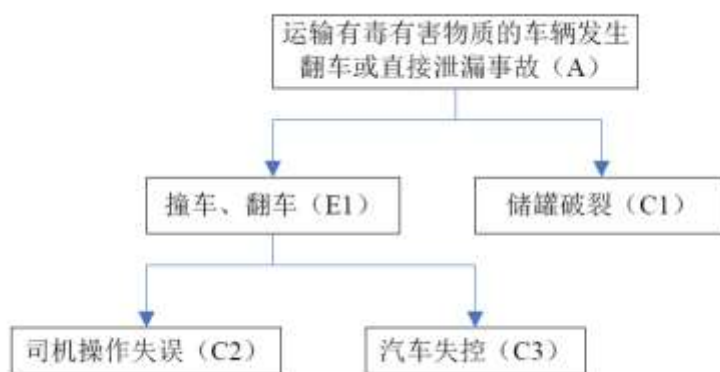 运输有毒有害物质的车辆发生
翻车或直接泄漏事故（A）
撞车、翻车（E1）
储罐破裂（C1）
司机操作失误（C2）
汽车失控（C3）